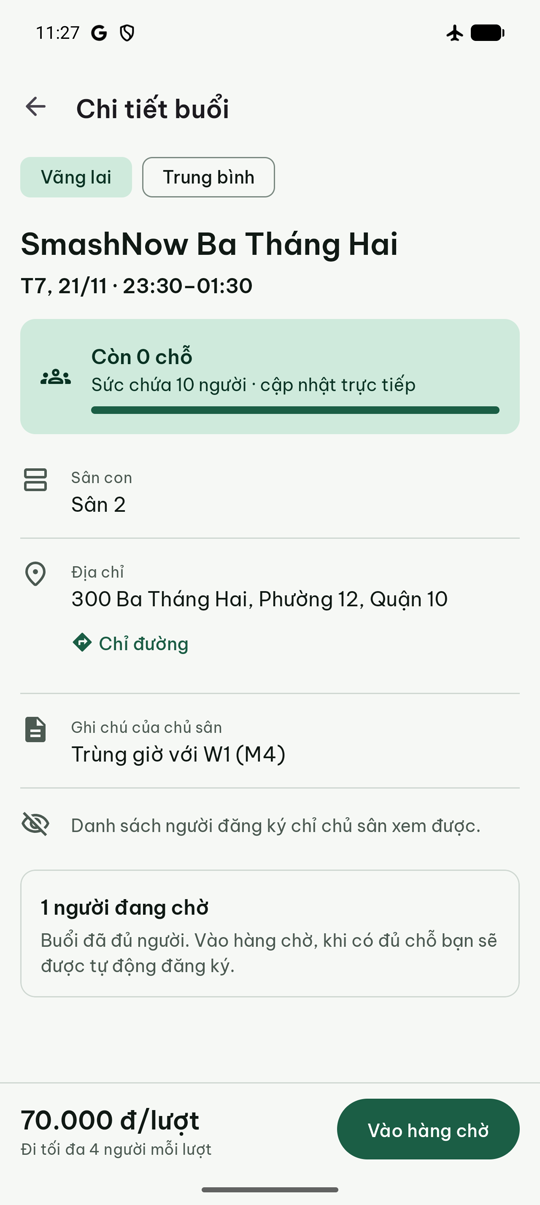 11:27
Chi tiết buổi
Vãng lai
Trung bình
SmashNow Ba Tháng Hai
T7, 21/11 · 23:30–01:30
Còn 0 chỗ
Sức chứa 10 người · cập nhật trực tiếp
Sân con
Sân 2
Địa chỉ
300 Ba Tháng Hai, Phường 12, Quận 10
Chỉ đường
Ghi chú của chủ sân
Trùng giờ với W1 (M4)
Danh sách người đăng ký chỉ chủ sân xem được.
1 người đang chờ
Buổi đã đủ người. Vào hàng chờ, khi có đủ chỗ bạn sẽ
được tự động đăng ký.
70.000 đ/lượt
Đi tối đa 4 người mỗi lượt
Vào hàng chờ